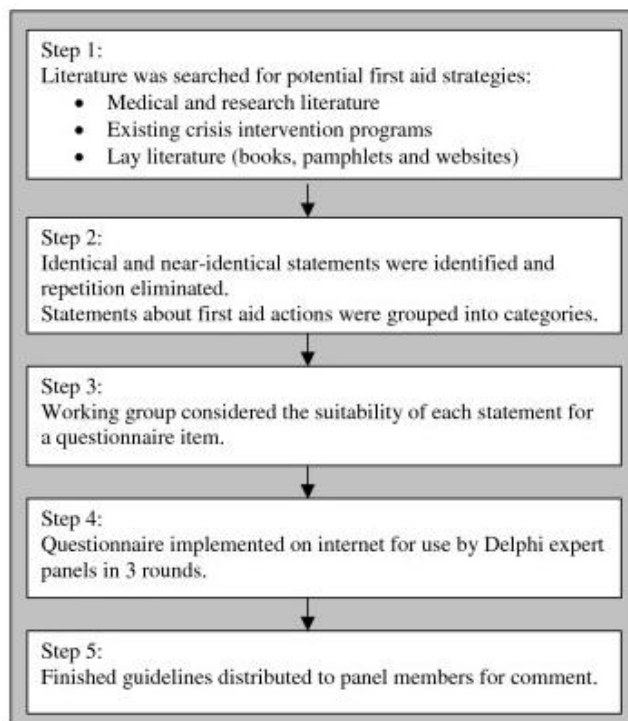 Step 1:
Literature was searched for potential first aid strategies:
• Medical and research literature
• Existing crisis intervention programs
• Lay literature (books, pamphlets and websites)
Step 2:
Identical and near-identical statements were identified and
repetition eliminated.
Statements about first aid actions were grouped into categories.
Step 3:
Working group considered the suitability of each statement for
a questionnaire item.
Step 4:
Questionnaire implemented on internet for use by Delphi expert
panels in 3 rounds.
Step 5:
Finished guidelines distributed to panel members for comment.